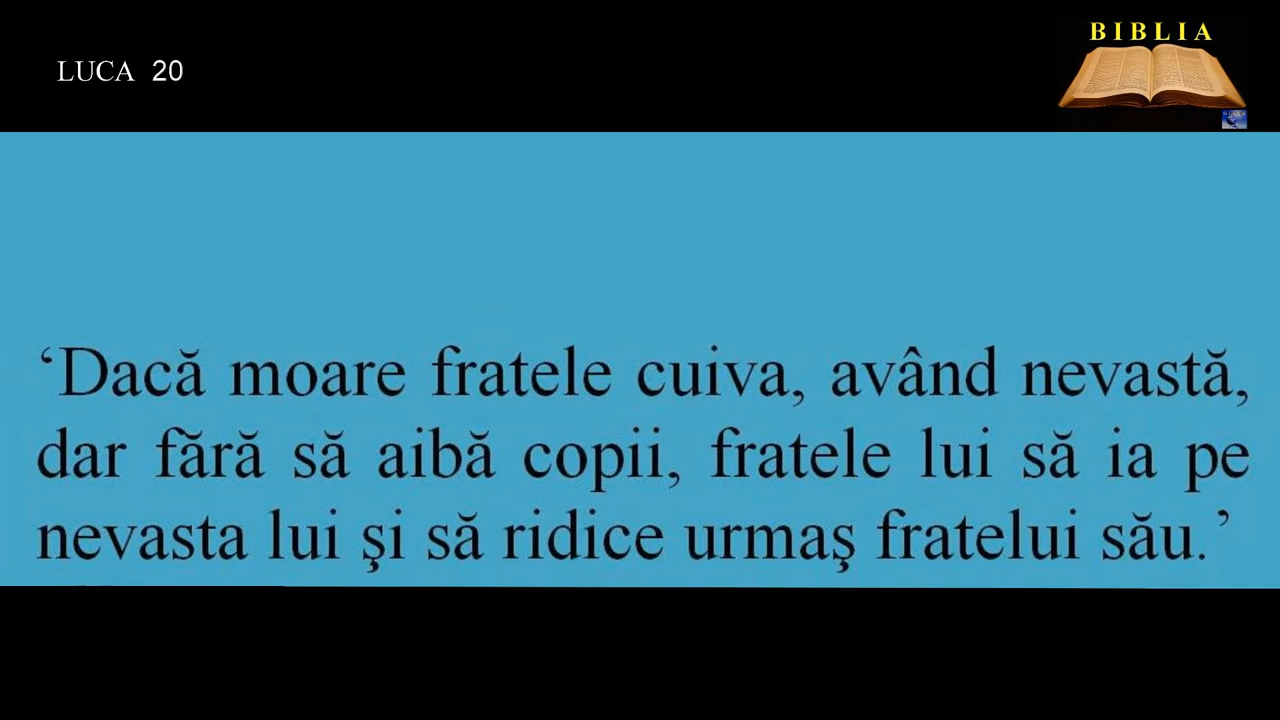 BIBLIA
LUCA 20
‘Dacă moare fratele cuiva, având nevastă,
dar fără să aibă copii, fratele lui să ia pe
nevasta lui şi să ridice urmaş fratelui său.’